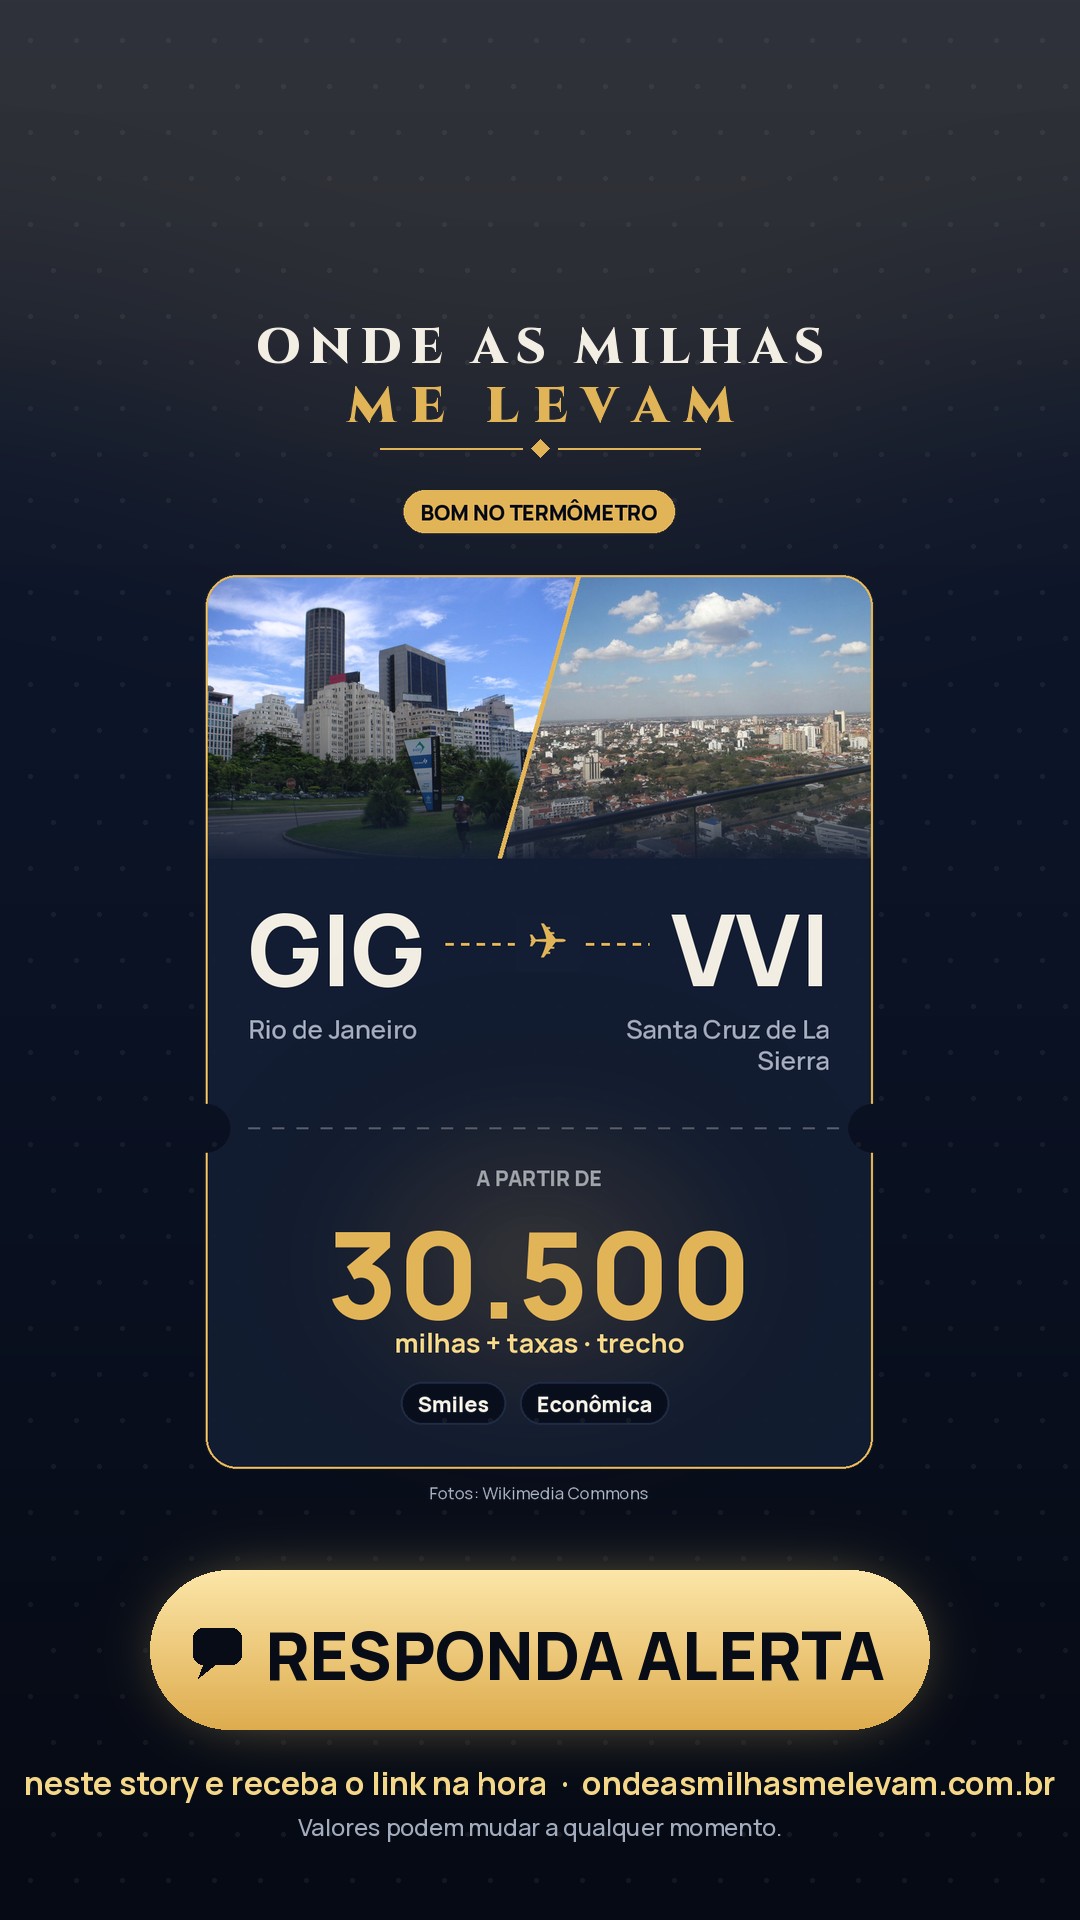 ONDE AS MILHAS
ME LEVAM
BOM NO TERMÔMETRO
GIG
VVI
Rio de Janeiro
Santa Cruz de La
Sierra
A PARTIR DE
30.500
milhas + taxas · trecho
Smiles
Econômica
Fotos: Wikimedia Commons
RESPONDA ALERTA
neste story e receba o link na hora · ondeasmilhasmelevam.com.br
Valores podem mudar a qualquer momento.